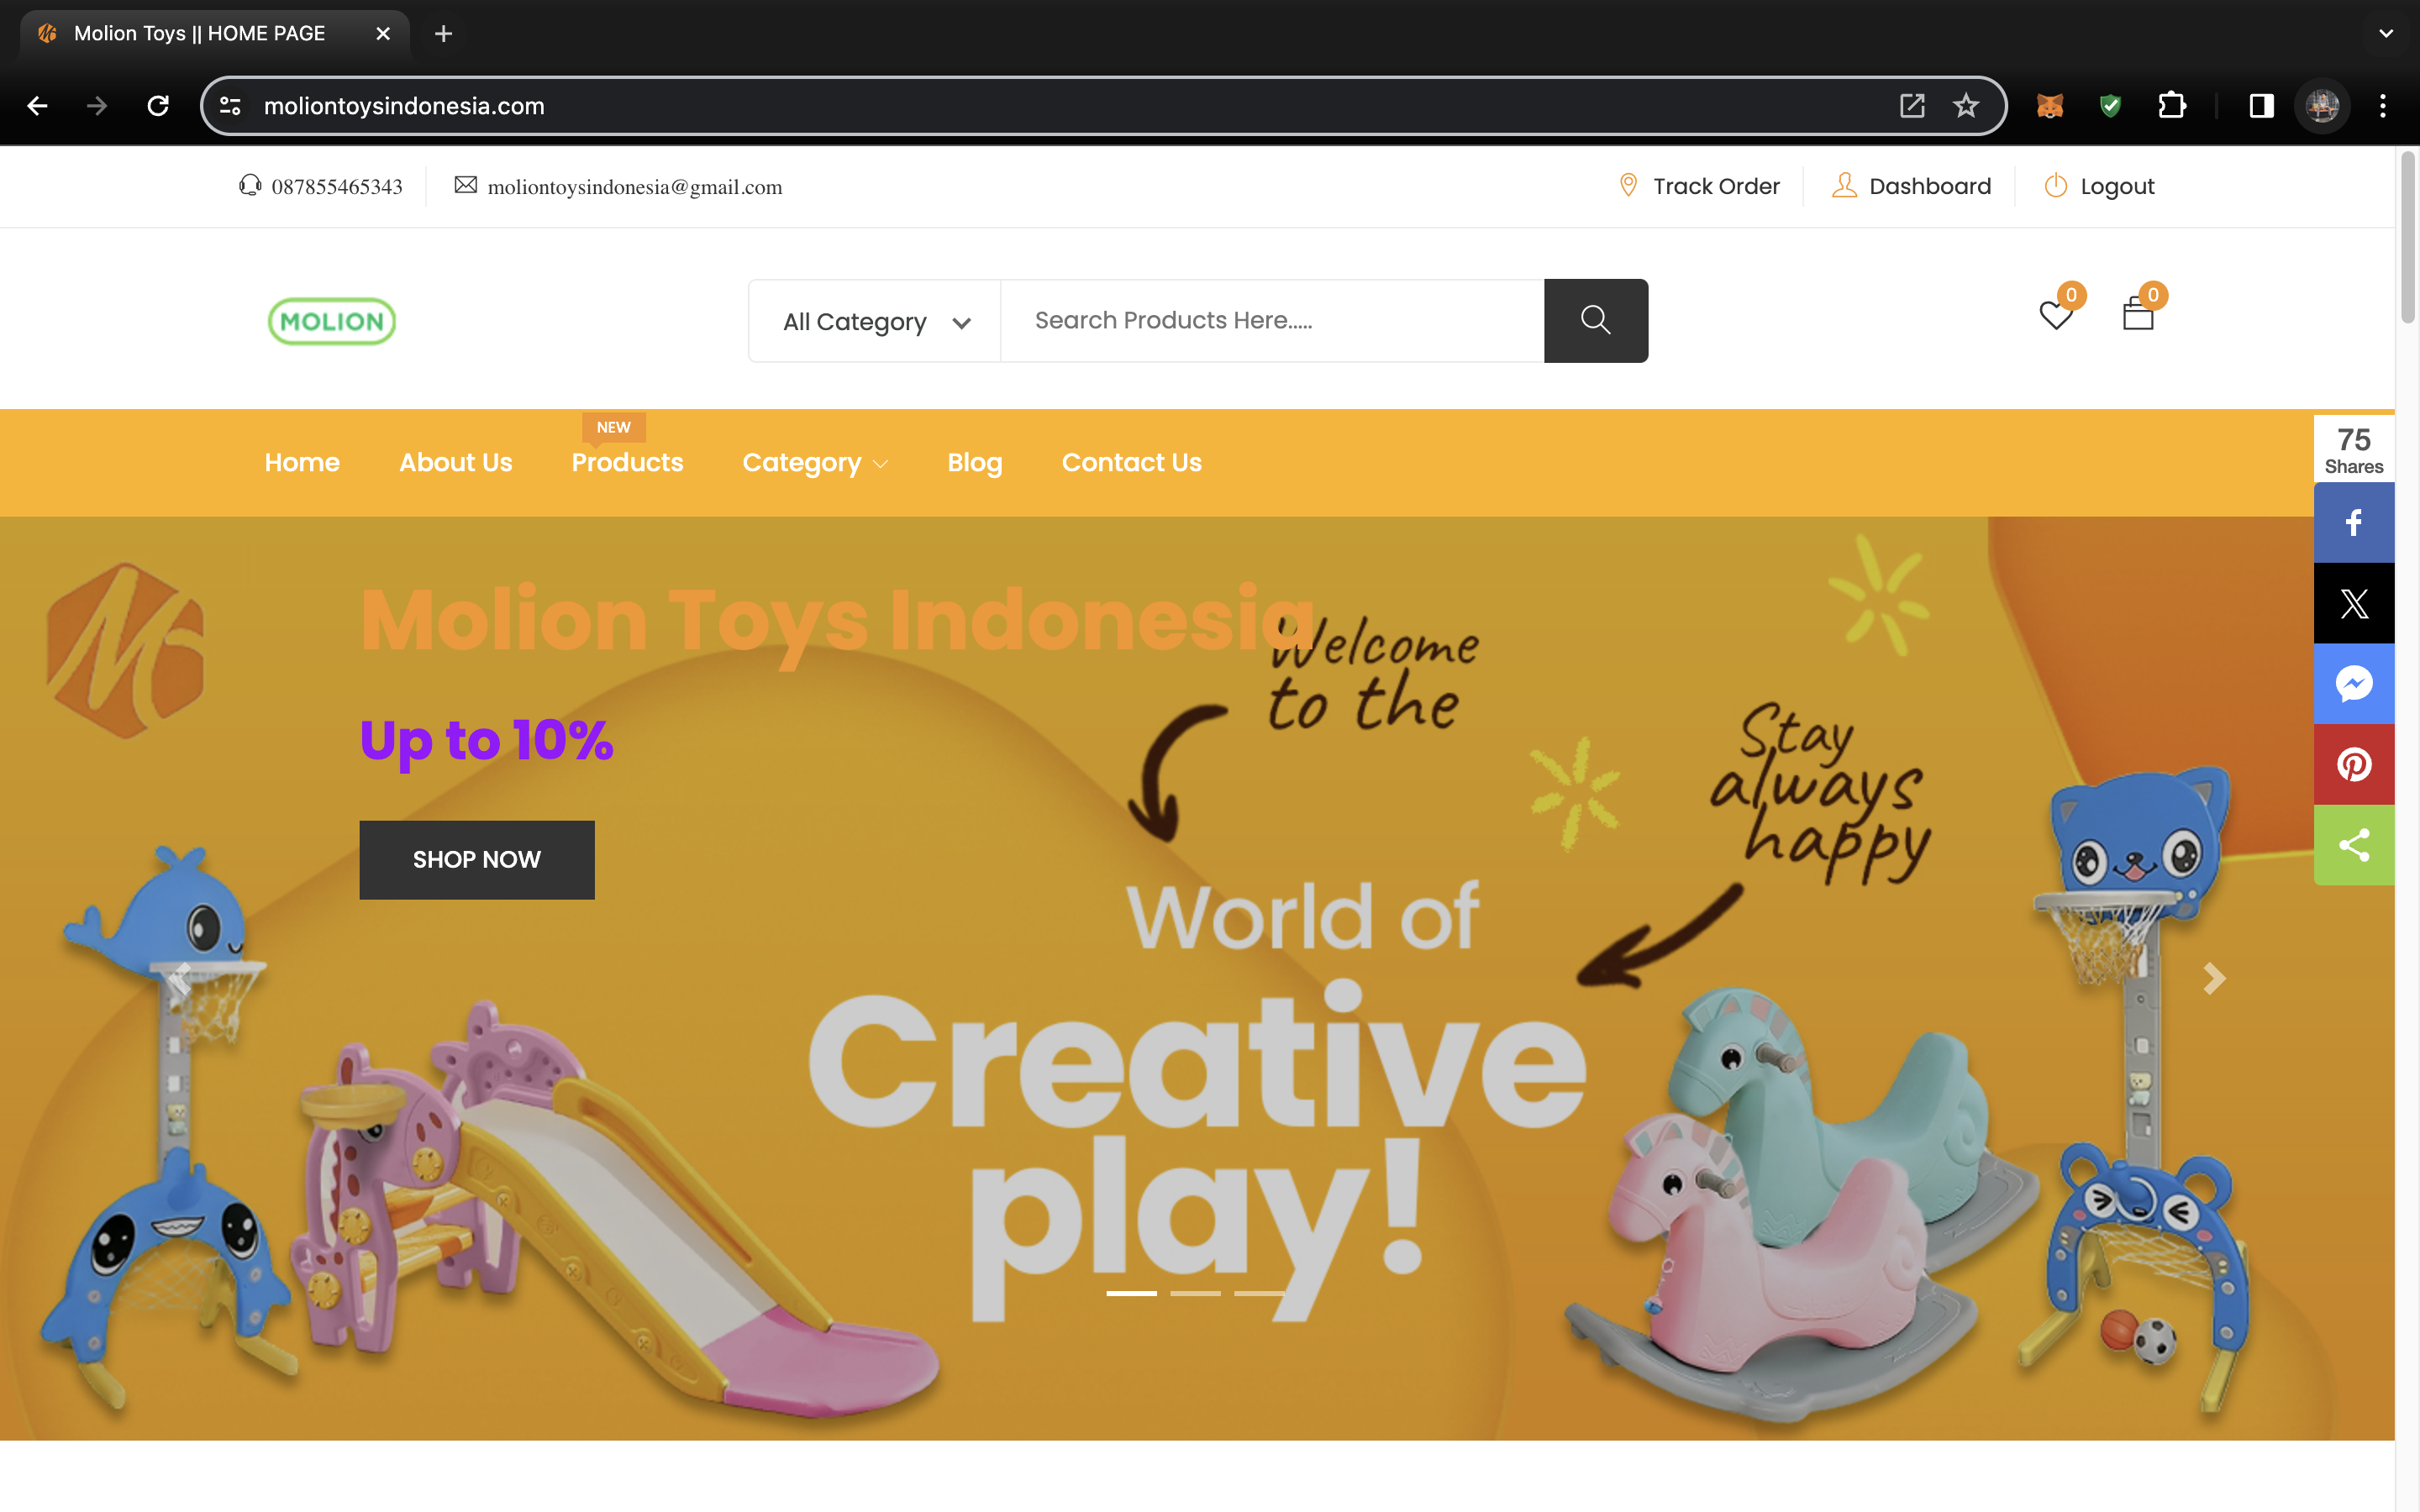 Molion Toys || HOME PAGE
moliontoysindonesia.com
087855465343
moliontoysindonesia@gmail.com
Track Order
Dashboard
Logout
MOLION
All Category
Search Products Here.....
0
0
NEW
Home
About Us
Products
Category
Blog
Contact Us
75
Shares
Molion Toys Indonesia
Up to 10%
SHOP NOW
Welcome
to the
Stay
always
happy
World of
Creative
play!